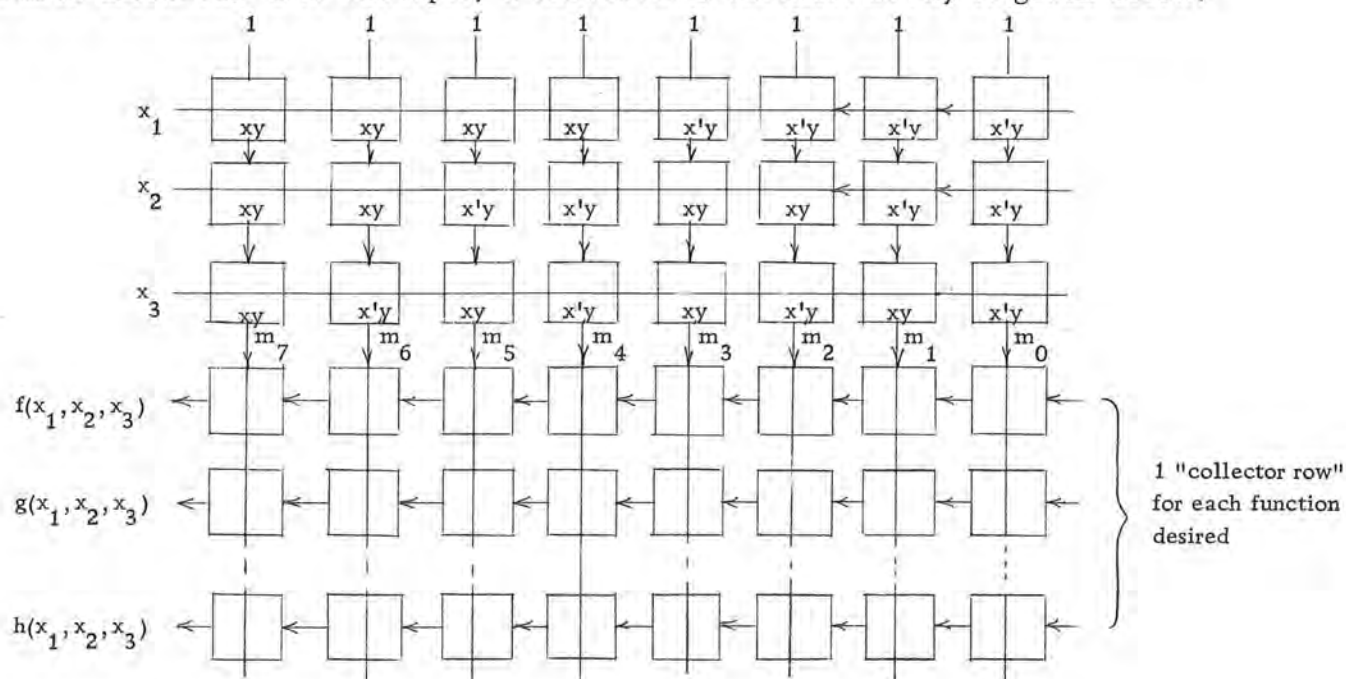 1 1 1 1 1 1 1 1
x1
xy xy xy xy x'y x'y x'y x'y
x2
xy xy x'y x'y xy xy x'y x'y
x3
xy x'y xy x'y xy x'y xy x'y
m7 m6 m5 m4 m3 m2 m1 m0
f(x1,x2,x3)
1 "collector row"
g(x1,x2,x3)
for each function
desired
h(x1,x2,x3)